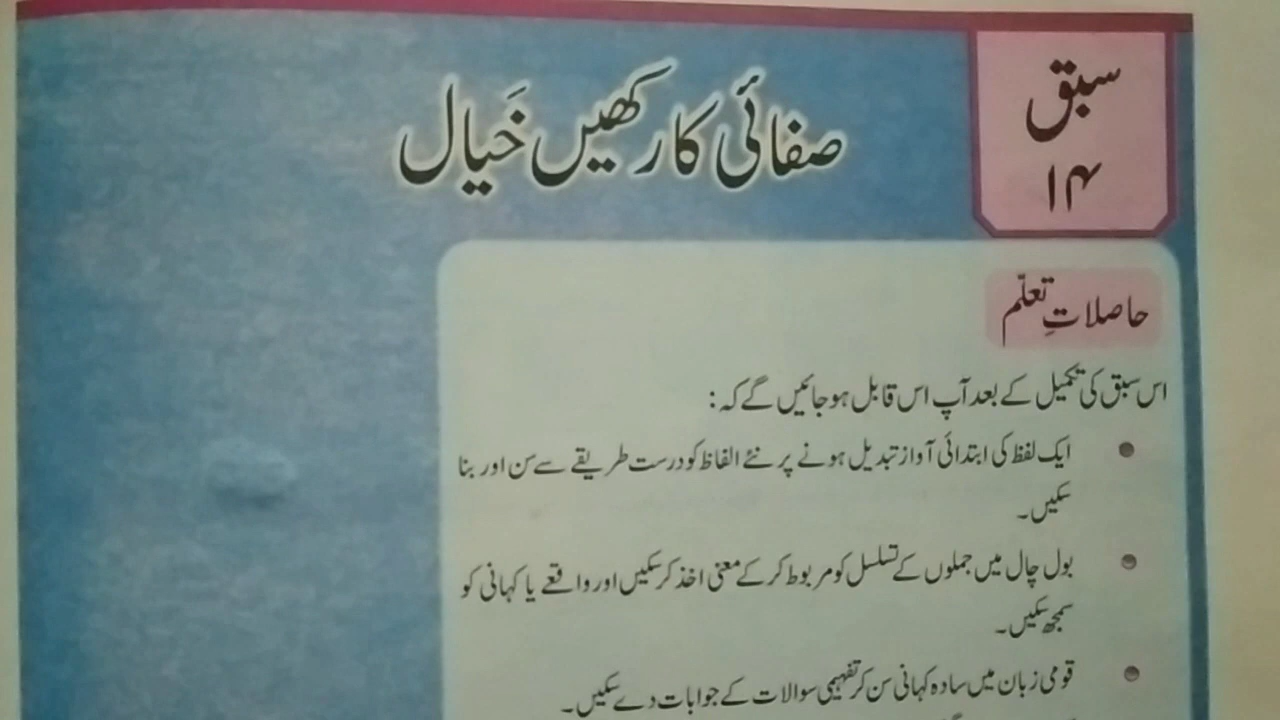 سبق
۱۴
صفائی کا رکھیں خَیال
حاصلاتِ تعلّم
اس سبق کی تکمیل کے بعد آپ اس قابل ہو جائیں گے کہ:
● ایک لفظ کی ابتدائی آواز تبدیل ہونے پر نئے الفاظ کو درست طریقے سے سن اور بنا
سکیں۔
● بول چال میں جملوں کے تسلسل کو مربوط کر کے معنی اخذ کر سکیں اور واقعے یا کہانی کو
سمجھ سکیں۔
● قومی زبان میں سادہ کہانی سن کر تفہیمی سوالات کے جوابات دے سکیں۔